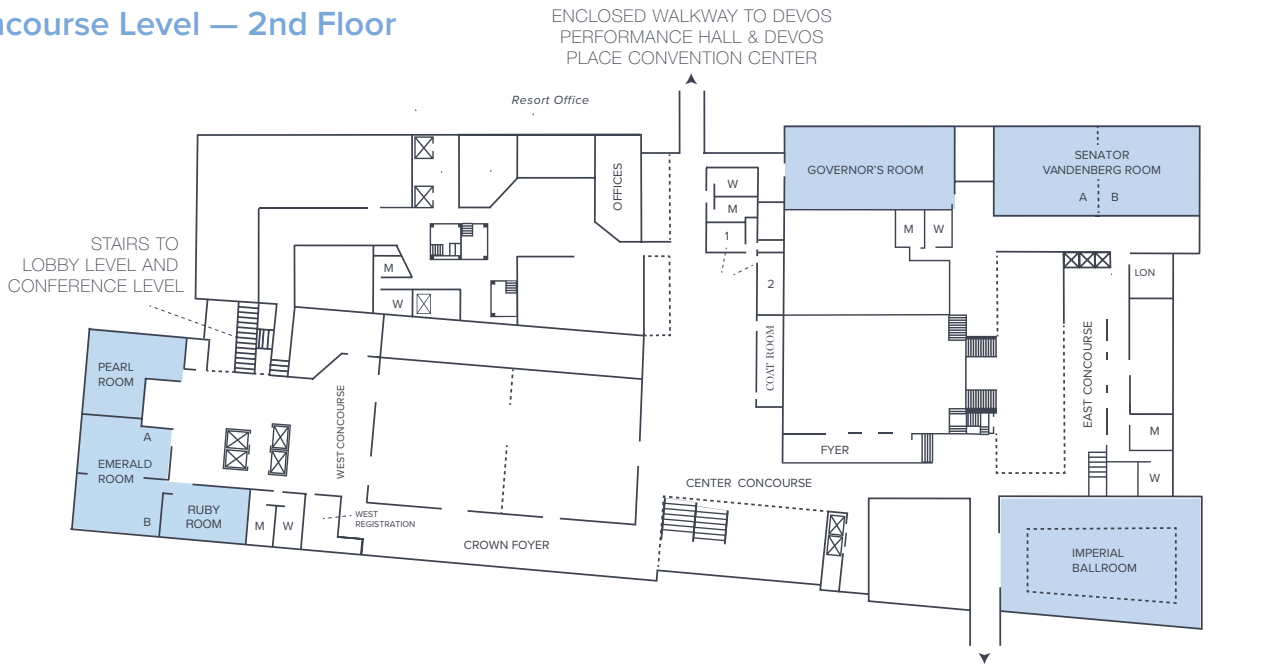 ncourse Level — 2nd Floor
ENCLOSED WALKWAY TO DEVOS
PERFORMANCE HALL & DEVOS
PLACE CONVENTION CENTER
Resort Office
OFFICES
W
M
1
2
COAT ROOM
GOVERNOR'S ROOM
M
W
SENATOR
VANDENBERG ROOM
A
B
STAIRS TO
LOBBY LEVEL AND
CONFERENCE LEVEL
M
W
LON
EAST CONCOURSE
M
W
PEARL
ROOM
A
EMERALD
ROOM
B
RUBY
ROOM
M
W
WEST CONCOURSE
WEST
REGISTRATION
CROWN FOYER
CENTER CONCOURSE
FYER
IMPERIAL
BALLROOM